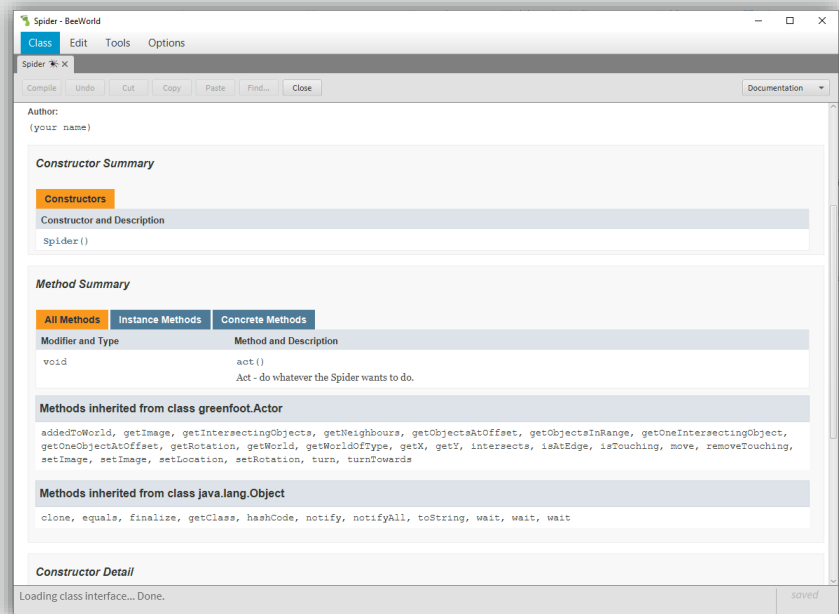 Spider - BeeWorld
Class Edit Tools Options
Spider
Compile Undo Cut Copy Paste Find... Close Documentation
Author:
(your name)
Constructor Summary
Constructors
Constructor and Description
Spider()
Method Summary
All Methods Instance Methods Concrete Methods
Modifier and Type Method and Description
void act()
Act - do whatever the Spider wants to do.
Methods inherited from class greenfoot.Actor
addedToWorld, getImage, getIntersectingObjects, getNeighbours, getObjectsAtOffset, getObjectsInRange, getOneIntersectingObject,
getOneObjectAtOffset, getRotation, getWorld, getWorldOfType, getX, getY, intersects, isAtEdge, isTouching, move, removeTouching,
setImage, setImage, setLocation, setRotation, turn, turnTowards
Methods inherited from class java.lang.Object
clone, equals, finalize, getClass, hashCode, notify, notifyAll, toString, wait, wait, wait
Constructor Detail
Loading class interface... Done. saved